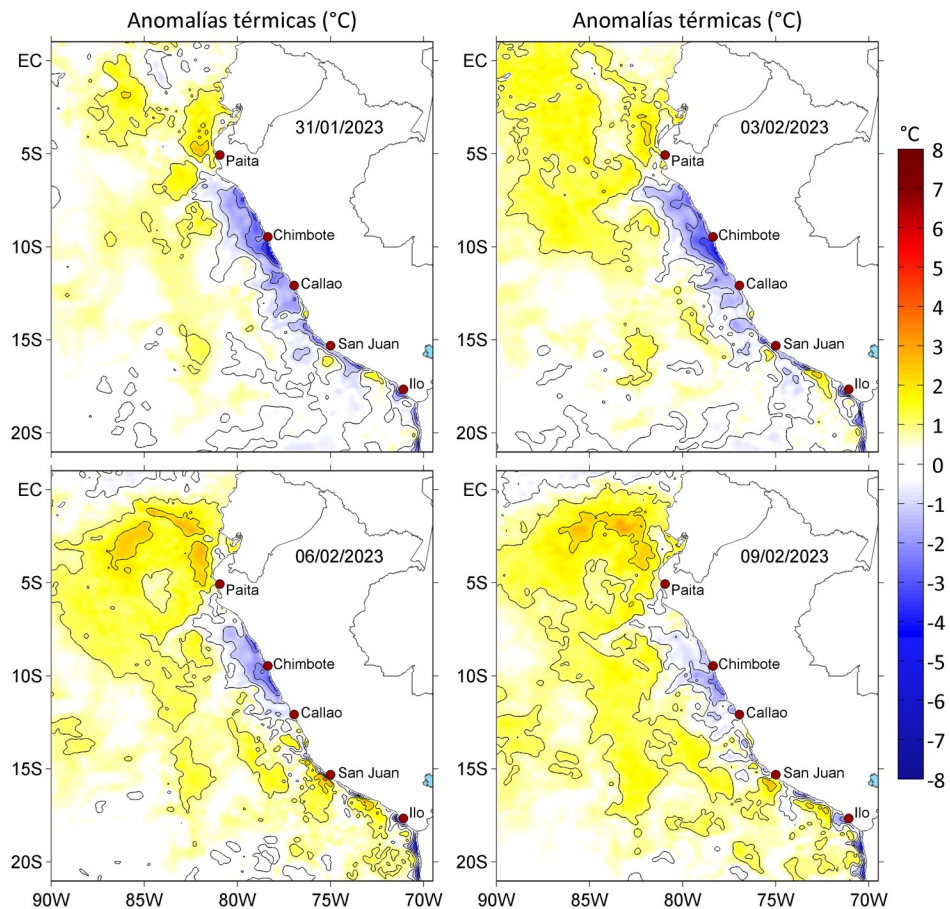 Anomalías térmicas (°C)
Anomalías térmicas (°C)
EC
5S
10S
15S
20S
31/01/2023
Paita
Chimbote
Callao
San Juan
Ilo
EC
5S
10S
15S
20S
03/02/2023
Paita
Chimbote
Callao
San Juan
Ilo
°C
8
7
6
5
4
3
2
1
0
-1
-2
-3
-4
-5
-6
-7
-8
EC
5S
10S
15S
20S
06/02/2023
Paita
Chimbote
Callao
San Juan
Ilo
90W 85W 80W 75W 70W
EC
5S
10S
15S
20S
09/02/2023
Paita
Chimbote
Callao
San Juan
Ilo
90W 85W 80W 75W 70W